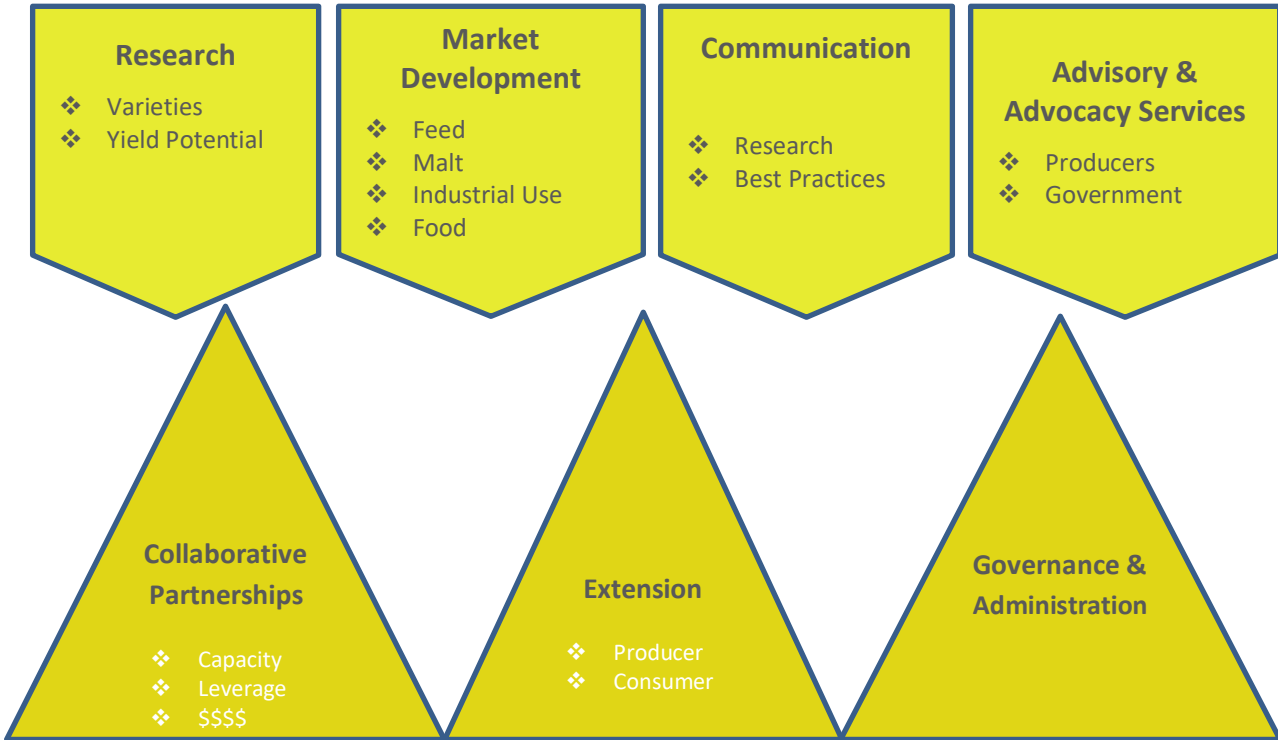 Research
❖ Varieties
❖ Yield Potential
Market
Development
❖ Feed
❖ Malt
❖ Industrial Use
❖ Food
Communication
❖ Research
❖ Best Practices
Advisory &
Advocacy Services
❖ Producers
❖ Government
Collaborative
Partnerships
❖ Capacity
❖ Leverage
❖ $$$$
Extension
❖ Producer
❖ Consumer
Governance &
Administration